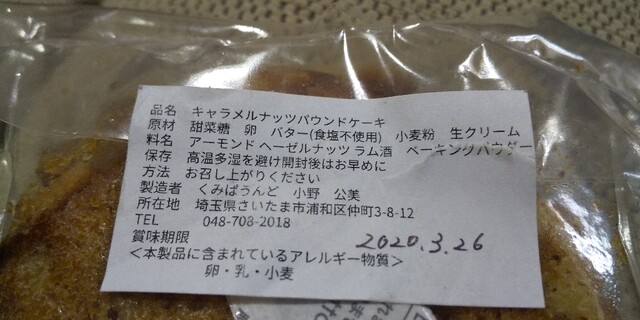 品名 キャラメルナッツパウンドケーキ
原材 甜菜糖 卵 バター(食塩不使用) 小麦粉 生クリーム
料名 アーモンド ヘーゼルナッツ ラム酒 ベーキングパウダー
保存 高温多湿を避け開封後はお早めに
方法 お召し上がりください
製造者 くみぱうんど 小野 公美
所在地 埼玉県さいたま市浦和区仲町3-8-12
TEL 048-708-2018
賞味期限 2020.3.26
<本製品に含まれているアレルギー物質>
卵・乳・小麦